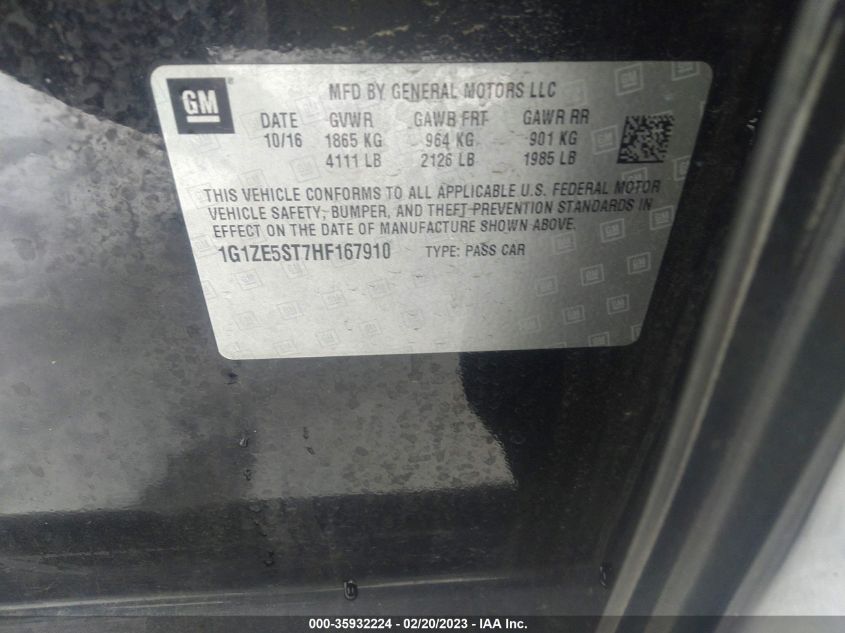 GM
MFD BY GENERAL MOTORS LLC
DATE GVWR GAWR FRT GAWR RR
10/16 1865 KG 964 KG 901 KG
4111 LB 2126 LB 1985 LB
THIS VEHICLE CONFORMS TO ALL APPLICABLE U.S. FEDERAL MOTOR
VEHICLE SAFETY, BUMPER, AND THEFT PREVENTION STANDARDS IN
EFFECT ON THE DATE OF MANUFACTURE SHOWN ABOVE.
1G1ZE5ST7HF167910 TYPE: PASS CAR
000-35932224 - 02/20/2023 - IAA Inc.